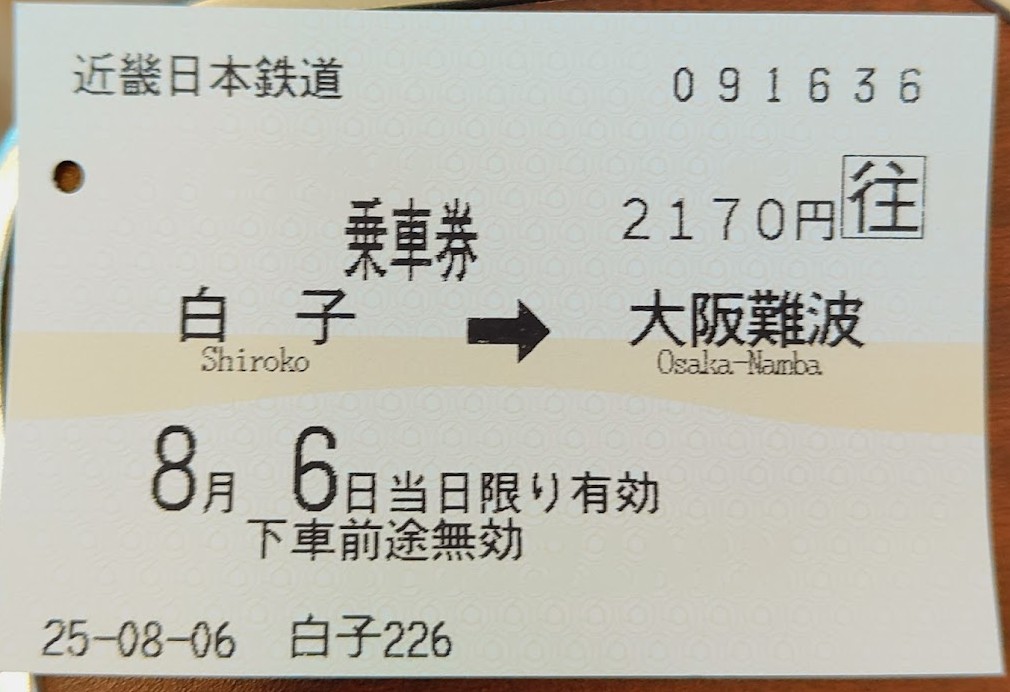 近畿日本鉄道 091636
乗車券 2170円 往
白子 ➡ 大阪難波
Shiroko Osaka-Namba
8月 6日当日限り有効
下車前途無効
25-08-06 白子226